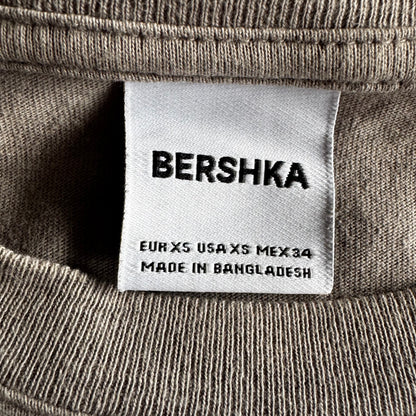 BERSHKA
EUR XS USA XS MEX 34
MADE IN BANGLADESH